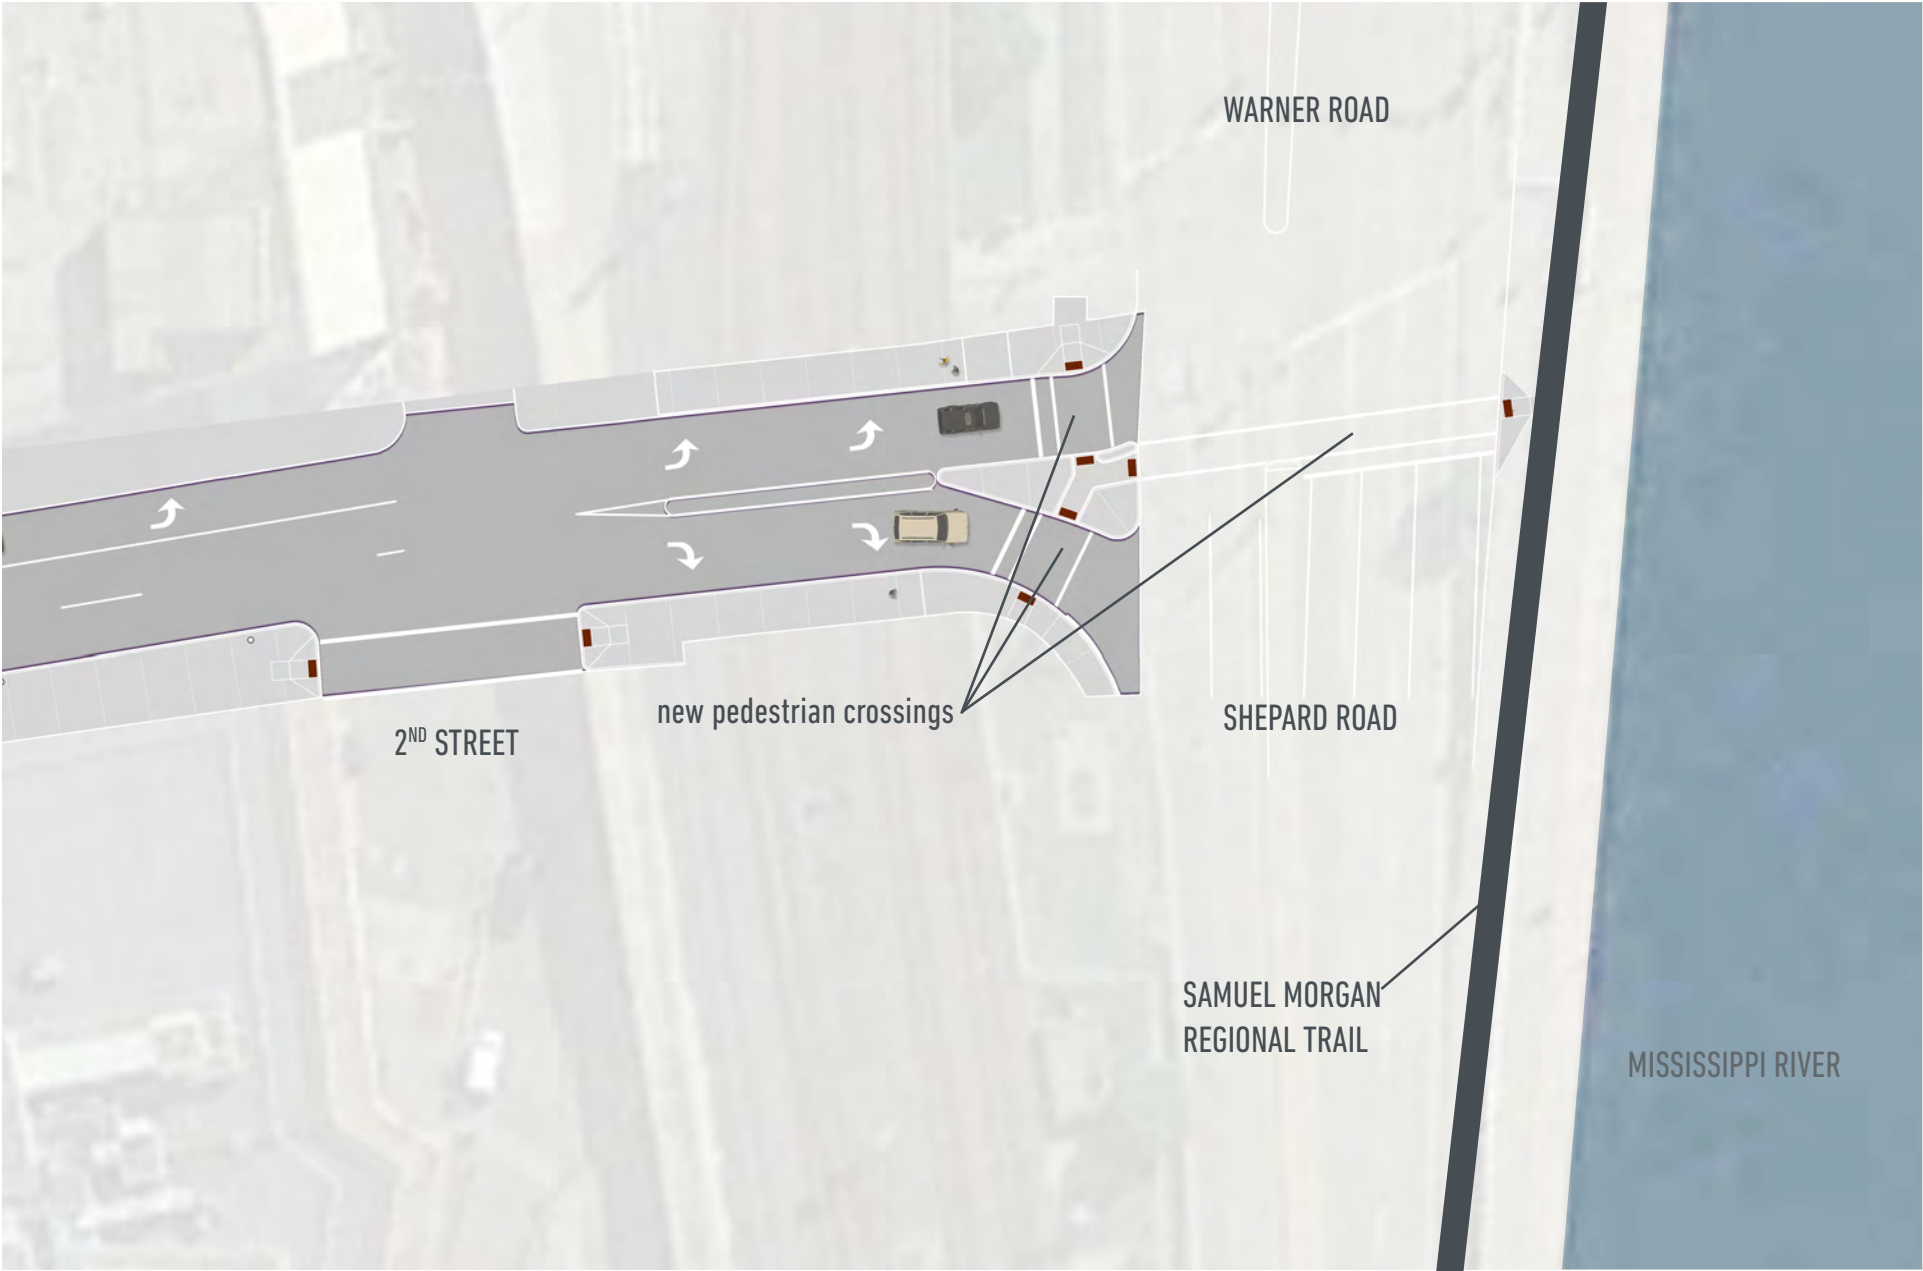 WARNER ROAD
new pedestrian crossings
SHEPARD ROAD
2ND STREET
SAMUEL MORGAN
REGIONAL TRAIL
MISSISSIPPI RIVER